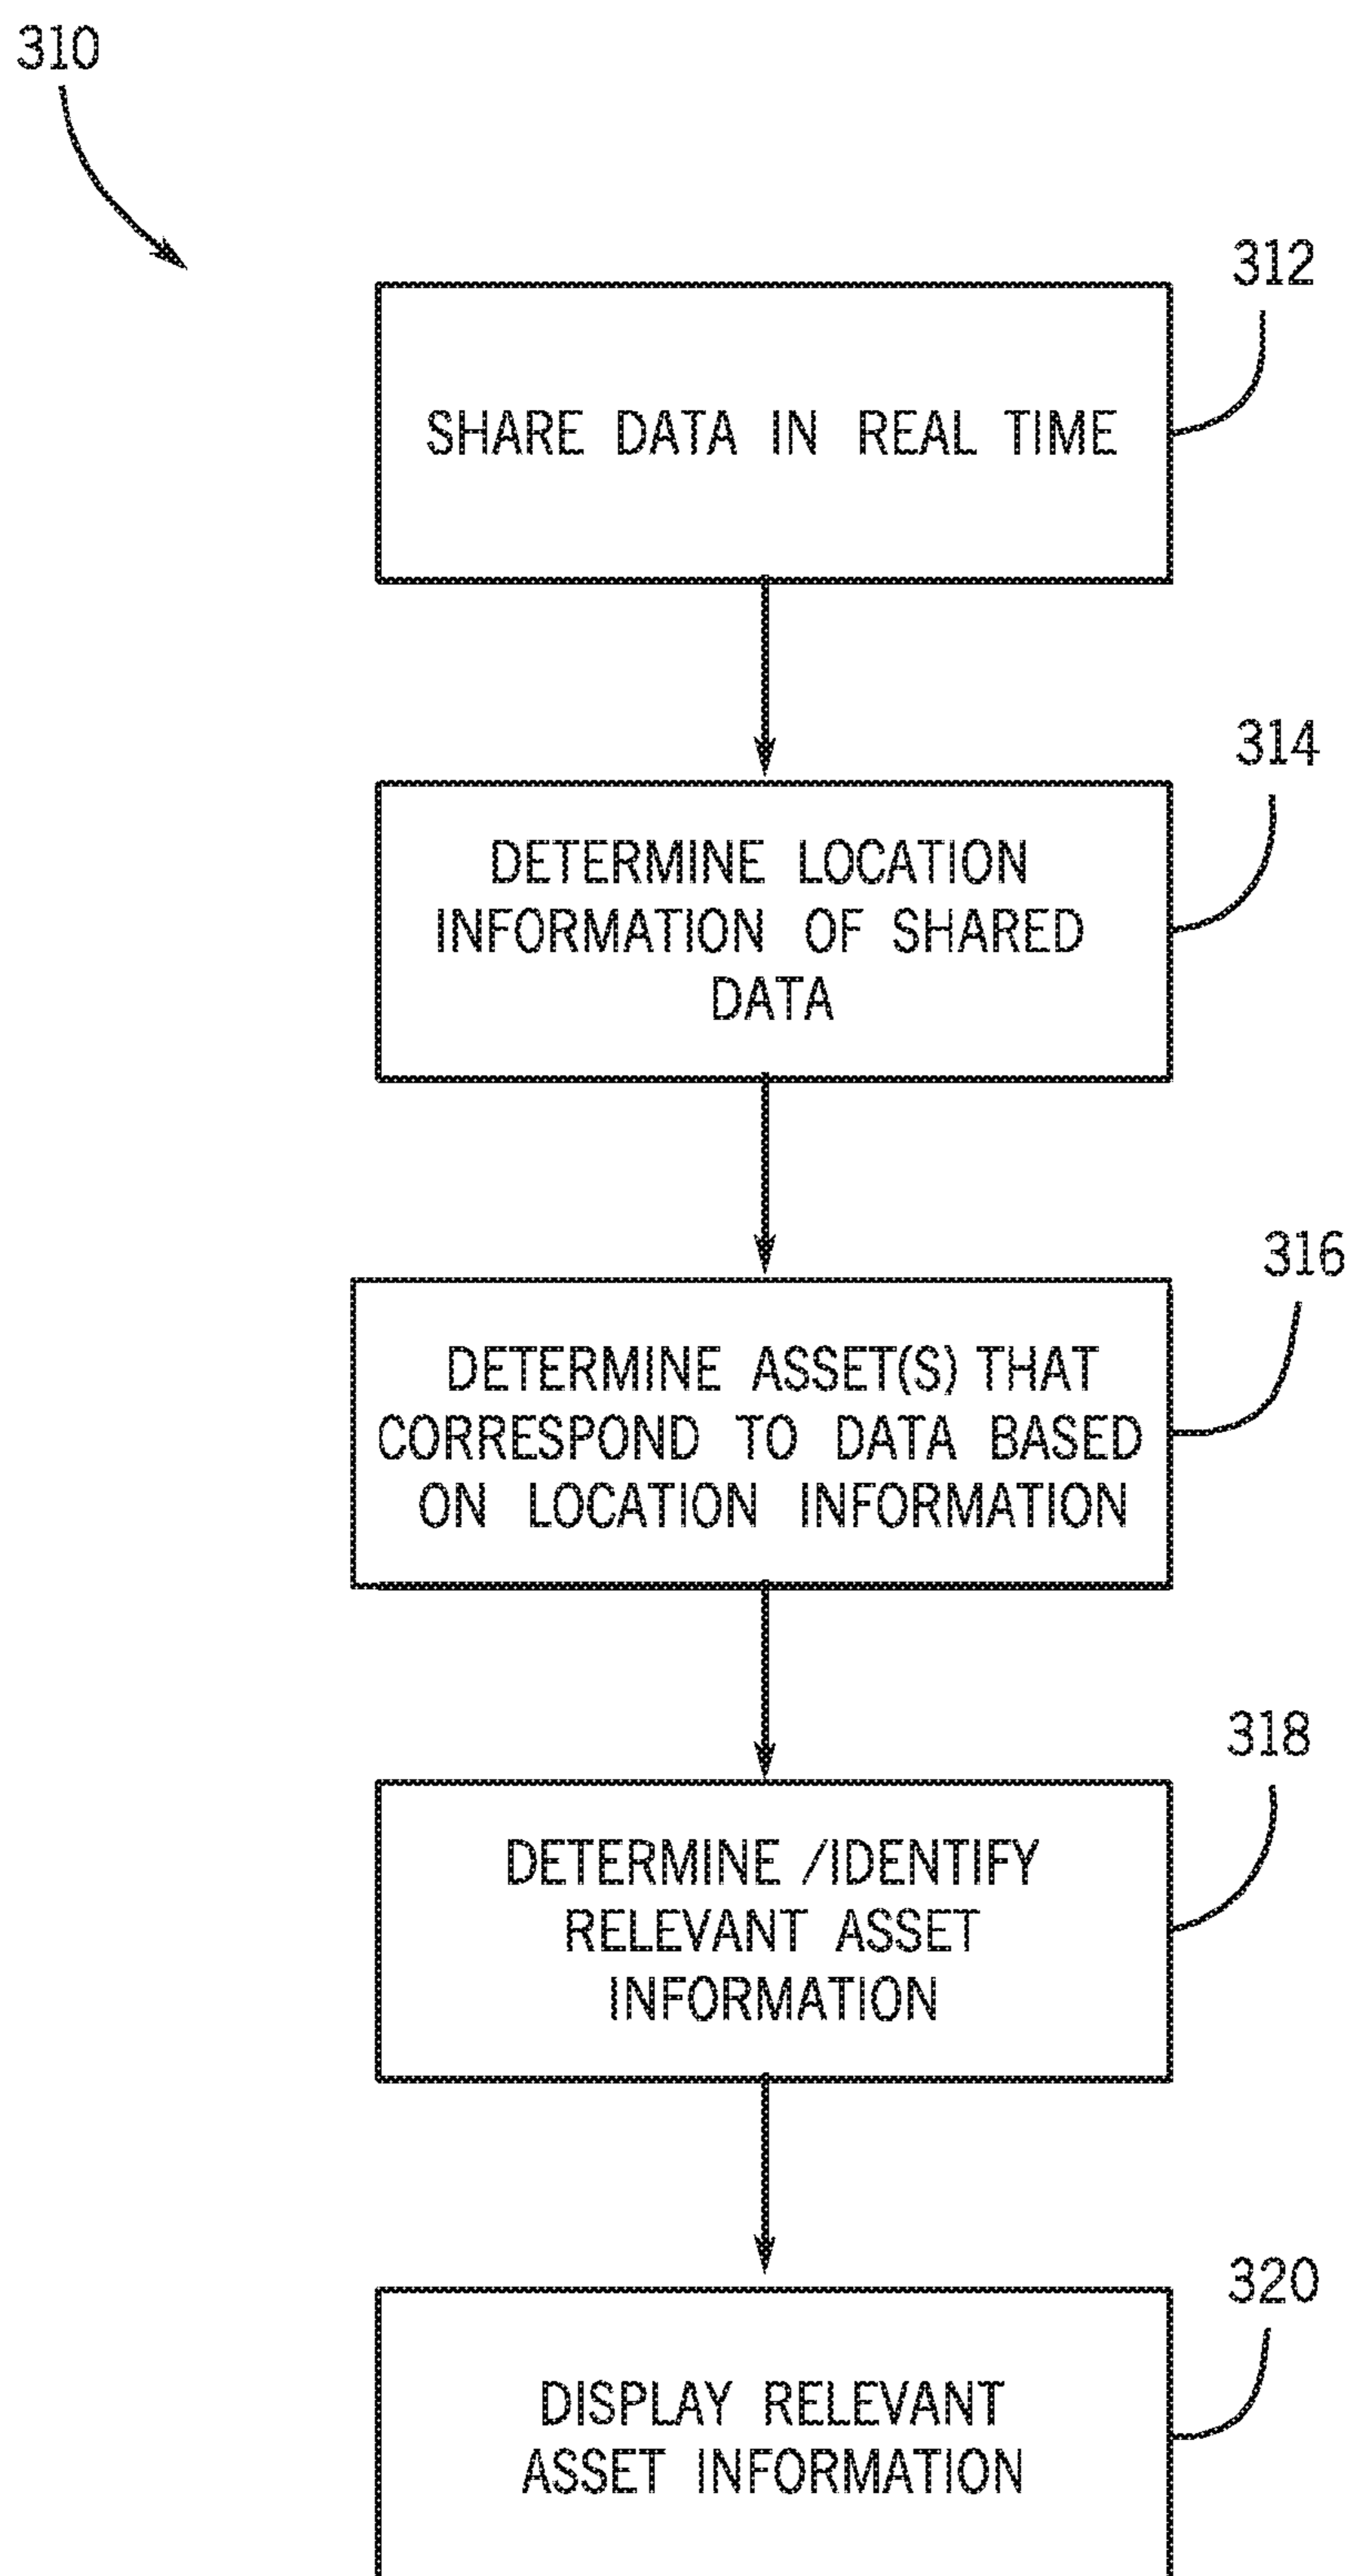 310
312
SHARE DATA IN REAL TIME
314
DETERMINE LOCATION
INFORMATION OF SHARED
DATA
316
DETERMINE ASSET(S) THAT
CORRESPOND TO DATA BASED
ON LOCATION INFORMATION
318
DETERMINE /IDENTIFY
RELEVANT ASSET
INFORMATION
320
DISPLAY RELEVANT
ASSET INFORMATION